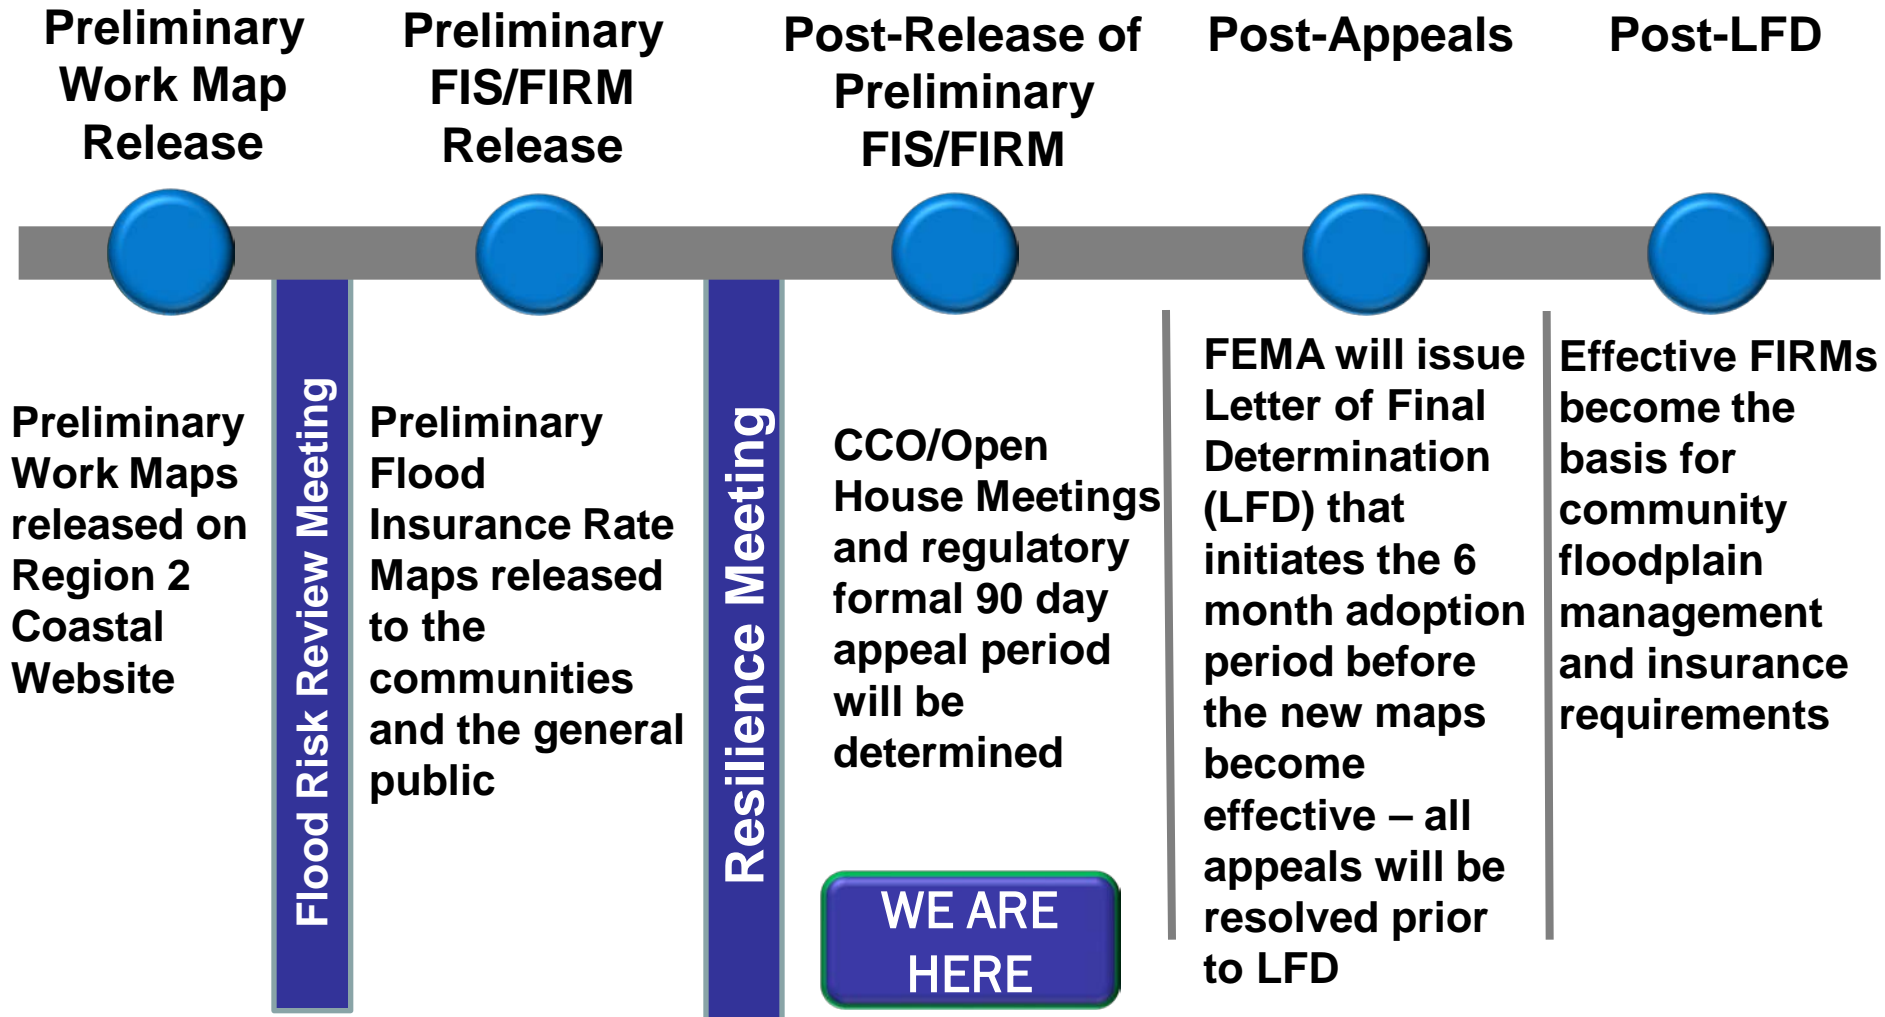 Preliminary
Work Map
Release
Preliminary
FIS/FIRM
Release
Post-Release of
Preliminary
FIS/FIRM
Post-Appeals
Post-LFD
Preliminary
Work Maps
released on
Region 2
Coastal
Website
Flood Risk Review Meeting
Preliminary
Flood
Insurance Rate
Maps released
to the
communities
and the general
public
Resilience Meeting
CCO/Open
House Meetings
and regulatory
formal 90 day
appeal period
will be
determined
WE ARE
HERE
FEMA will issue
Letter of Final
Determination
(LFD) that
initiates the 6
month adoption
period before
the new maps
become
effective – all
appeals will be
resolved prior
to LFD
Effective FIRMs
become the
basis for
community
floodplain
management
and insurance
requirements